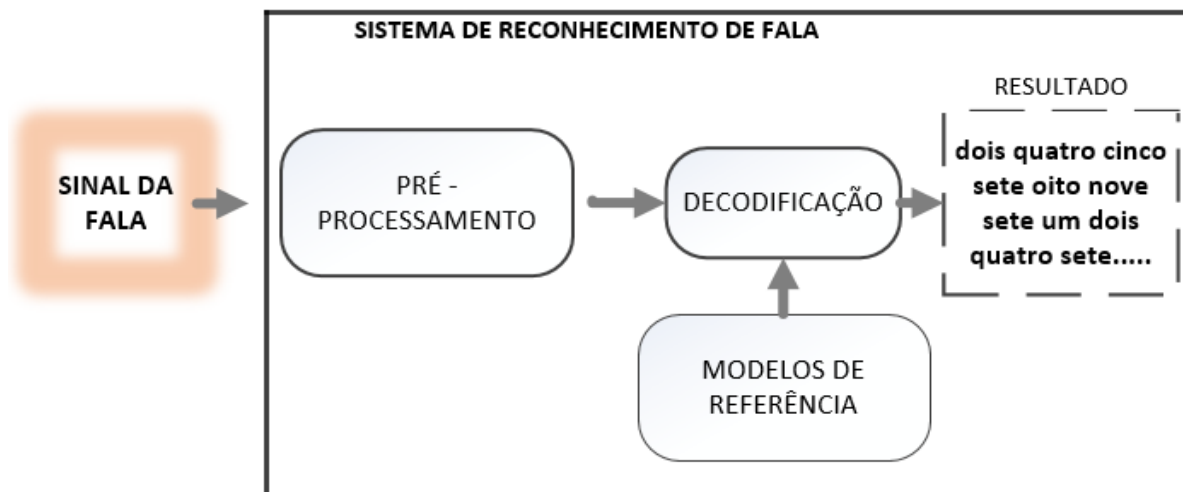 SISTEMA DE RECONHECIMENTO DE FALA
SINAL DA
FALA
PRÉ -
PROCESSAMENTO
DECODIFICAÇÃO
MODELOS DE
REFERÊNCIA
RESULTADO
dois quatro cinco
sete oito nove
sete um dois
quatro sete.....